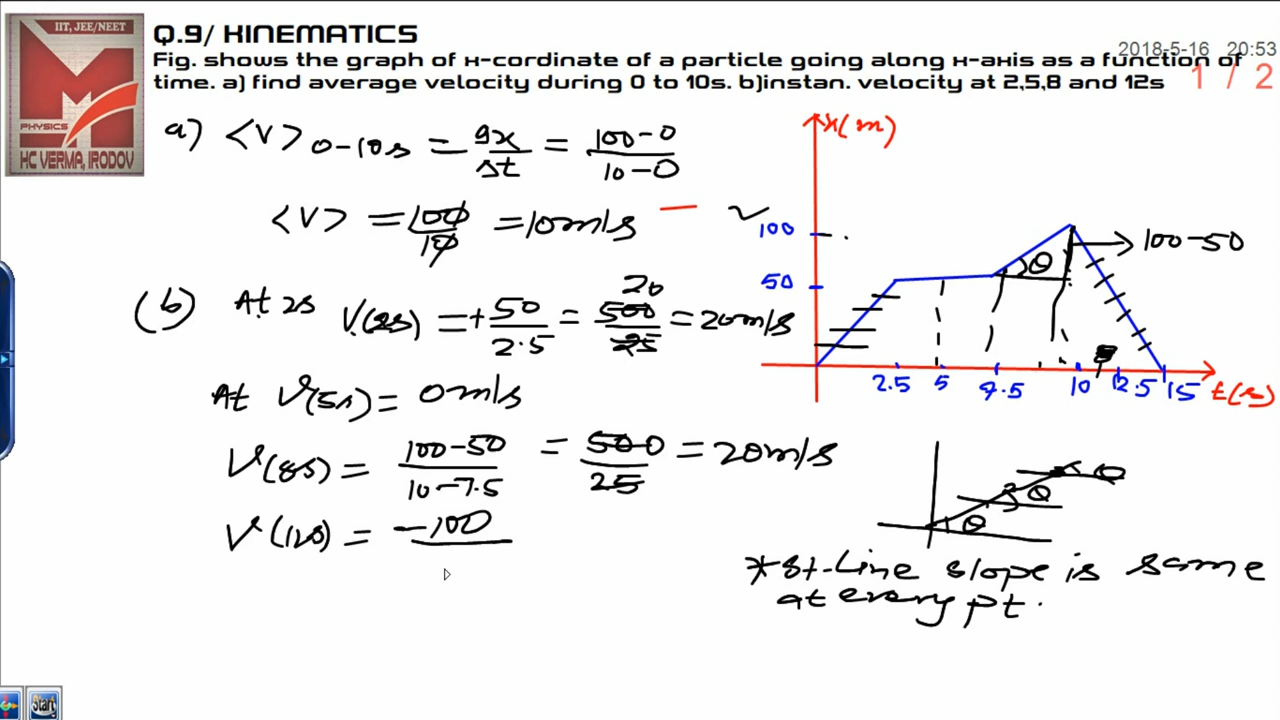 IIT, JEE/NEET
PHYSICS
HC VERMA, IRODOV
Q.9/ KINEMATICS
2018-5-16 20:53
Fig. shows the graph of x-cordinate of a particle going along x-axis as a function of
time. a) find average velocity during 0 to 10s. b)instan. velocity at 2,5,8 and 12s
1 / 2
a) <V> 0-10s = = 100-0 / 10-0
<V> = 100 / 10 = 10m/s
(b) At 2s V(2s) = +50 / 2.5 = 500 / 25 = 20m/s
20
At V(5s) = 0m/s
V(8s) = 100-50 / 10-7.5 = 500 / 25 = 20m/s
V(12s) = -100
x(m)
100
50
θ
100-50
2.5 5 7.5 10 12.5 15 t(s)
θ θ θ
*St-Line slope is same
at every pt.
Start